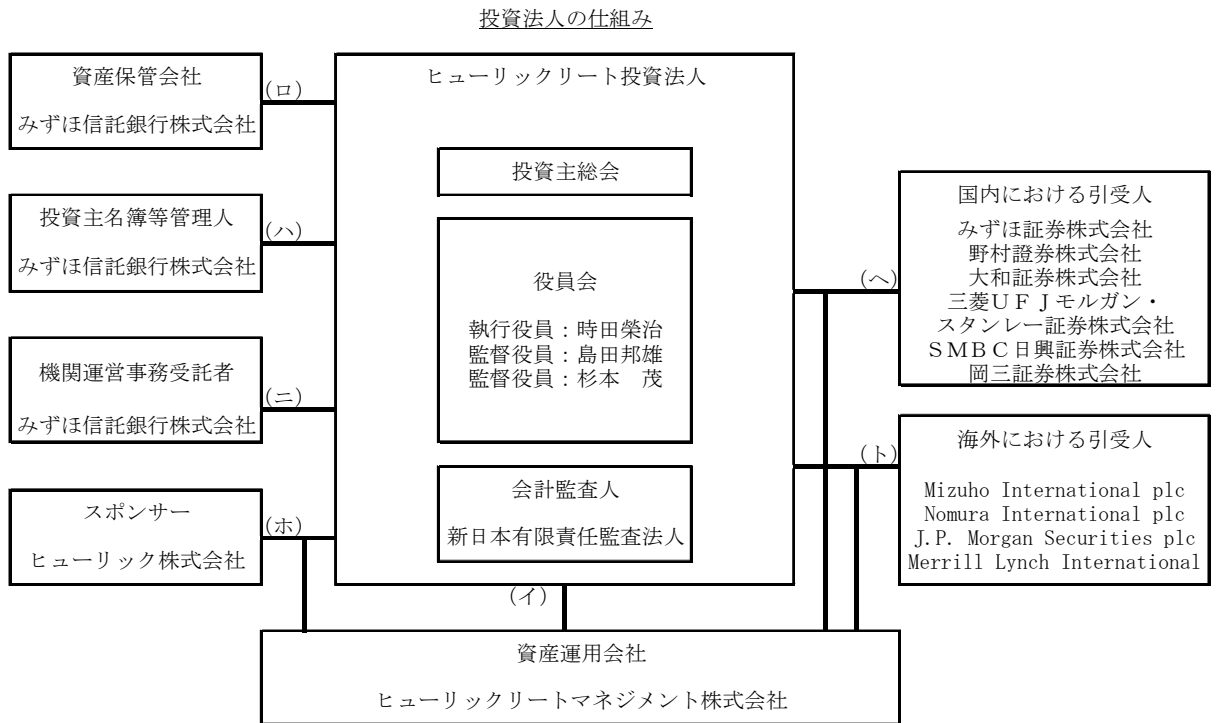 投資法人の仕組み
資産保管会社
みずほ信託銀行株式会社
(ロ)
投資主名簿等管理人
みずほ信託銀行株式会社
(ハ)
機関運営事務受託者
みずほ信託銀行株式会社
(ニ)
スポンサー
ヒューリック株式会社
(ホ)
ヒューリックリート投資法人
投資主総会
役員会
執行役員：時田榮治
監督役員：島田邦雄
監督役員：杉本　茂
会計監査人
新日本有限責任監査法人
(イ)
(ヘ)
国内における引受人
みずほ証券株式会社
野村證券株式会社
大和証券株式会社
三菱ＵＦＪモルガン・
スタンレー証券株式会社
ＳＭＢＣ日興証券株式会社
岡三証券株式会社
(ト)
海外における引受人
Mizuho International plc
Nomura International plc
J.P. Morgan Securities plc
Merrill Lynch International
資産運用会社
ヒューリックリートマネジメント株式会社